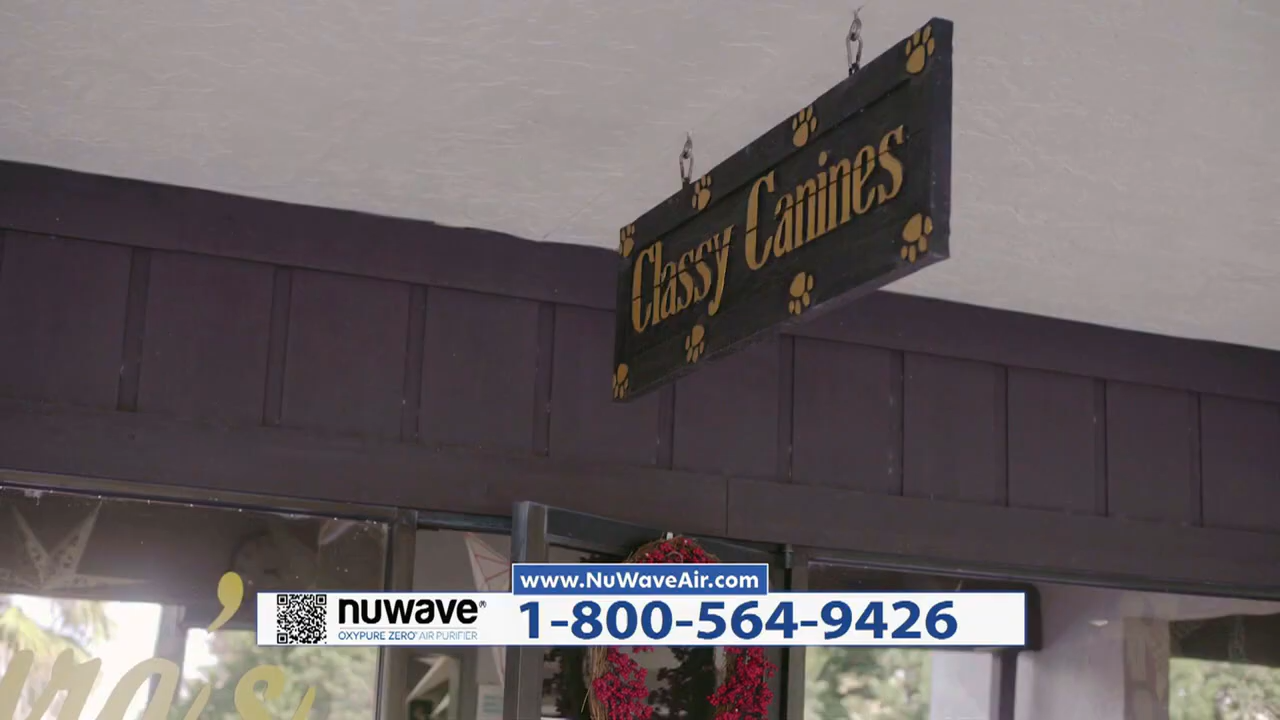 Classy Canines
www.NuWaveAir.com
nuwave®
OXYPURE ZERO® AIR PURIFIER
1-800-564-9426